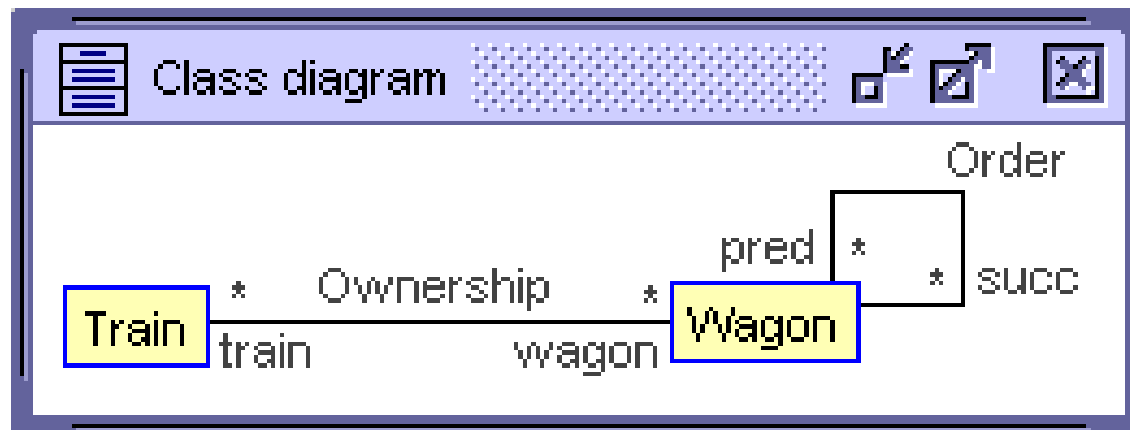 Class diagram
Order
pred * * succ
* Ownership *
Train Wagon
train wagon